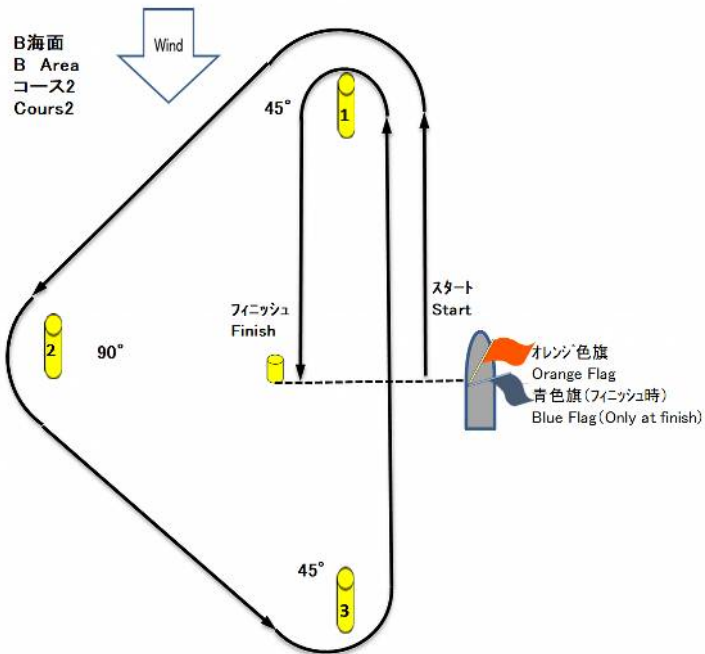 B海面
B Area
コース2
Cours2
Wind
45°
1
スタート
Start
フィニッシュ
Finish
2
90°
オレンジ色旗
Orange Flag
青色旗(フィニッシュ時)
Blue Flag(Only at finish)
45°
3